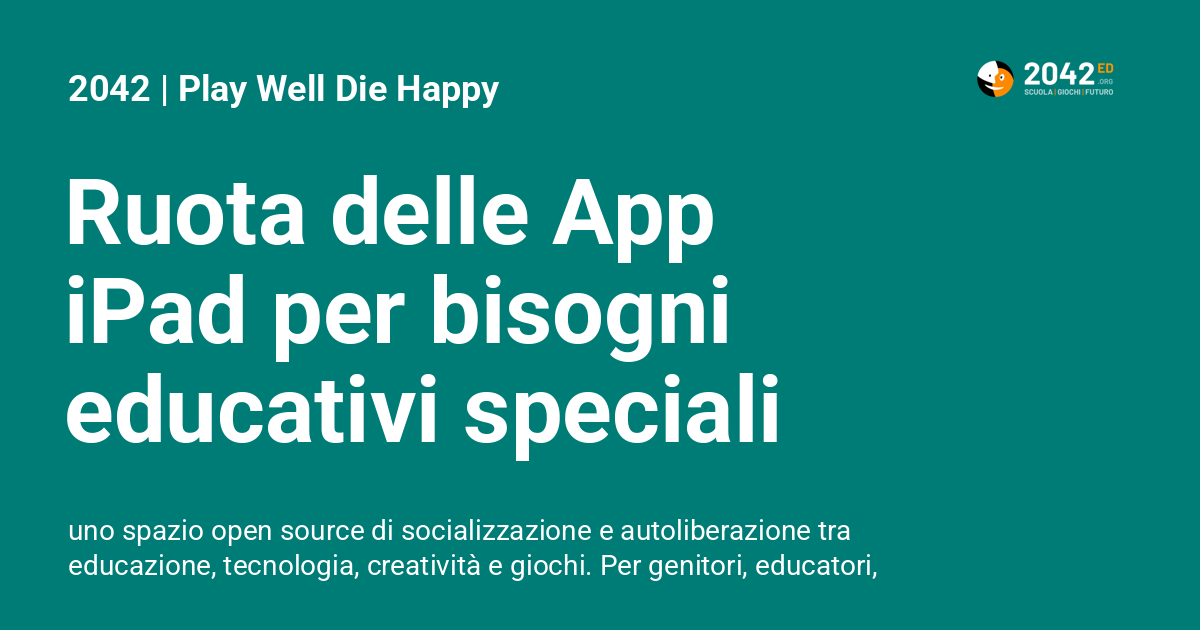 2042 | Play Well Die Happy
2042 ED
.ORG
SCUOLA | GIOCHI | FUTURO
Ruota delle App
iPad per bisogni
educativi speciali
uno spazio open source di socializzazione e autoliberazione tra
educazione, tecnologia, creatività e giochi. Per genitori, educatori,